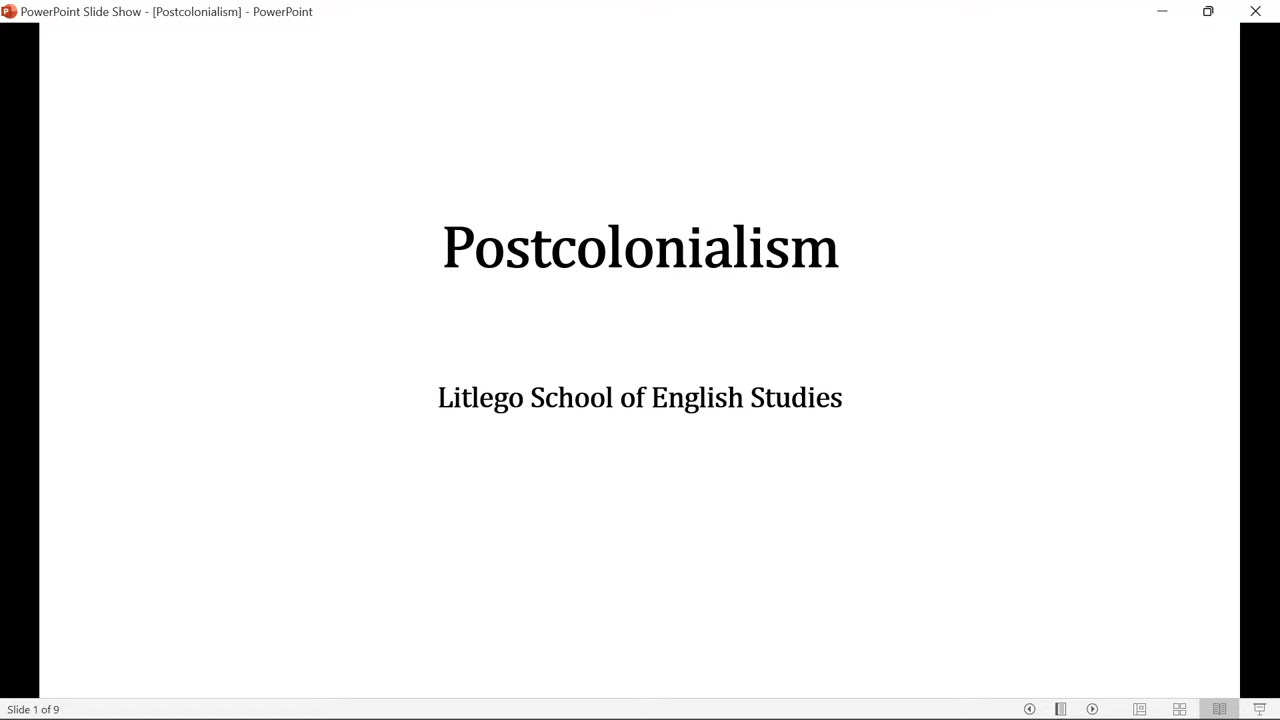 PowerPoint Slide Show - [Postcolonialism] - PowerPoint
Postcolonialism
Litlego School of English Studies
Slide 1 of 9